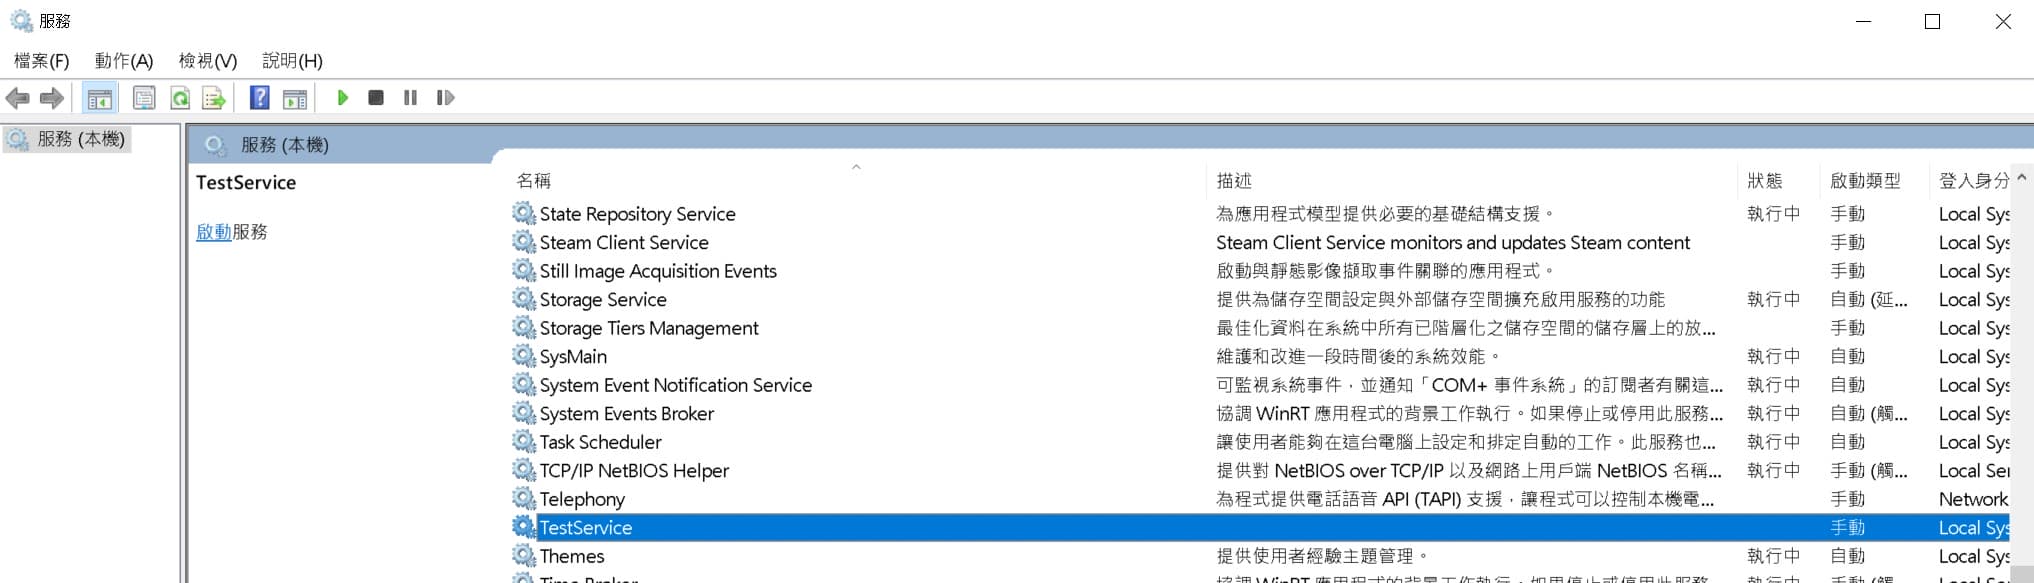 服務
檔案(F) 動作(A) 檢視(V) 說明(H)
服務 (本機)
服務 (本機)
TestService
啟動服務
名稱 描述 狀態 啟動類型 登入身分
State Repository Service 為應用程式模型提供必要的基礎結構支援。 執行中 手動 Local Sys
Steam Client Service Steam Client Service monitors and updates Steam content 手動 Local Sys
Still Image Acquisition Events 啟動與靜態影像擷取事件關聯的應用程式。 手動 Local Sys
Storage Service 提供為儲存空間設定與外部儲存空間擴充啟用服務的功能 執行中 自動 (延... Local Sys
Storage Tiers Management 最佳化資料在系統中所有已階層化之儲存空間的儲存層上的放... 手動 Local Sys
SysMain 維護和改進一段時間後的系統效能。 執行中 自動 Local Sys
System Event Notification Service 可監視系統事件，並通知「COM+ 事件系統」的訂閱者有關這... 執行中 自動 Local Sys
System Events Broker 協調 WinRT 應用程式的背景工作執行。如果停止或停用此服務... 執行中 自動 (觸... Local Sys
Task Scheduler 讓使用者能夠在這台電腦上設定和排定自動的工作。此服務也... 執行中 自動 Local Sys
TCP/IP NetBIOS Helper 提供對 NetBIOS over TCP/IP 以及網路上用戶端 NetBIOS 名稱... 執行中 手動 (觸... Local Ser
Telephony 為程式提供電話語音 API (TAPI) 支援，讓程式可以控制本機電... 手動 Network
TestService 手動 Local Sys
Themes 提供使用者經驗主題管理。 執行中 自動 Local Sys